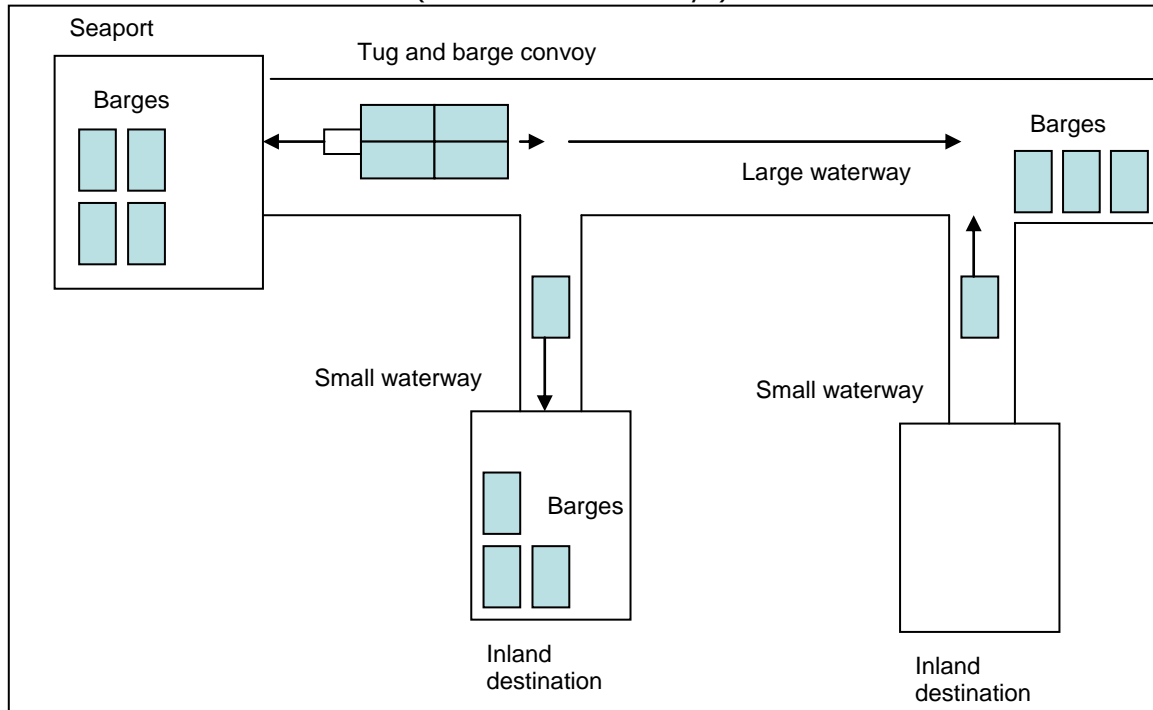 Seaport
Tug and barge convoy
Barges
Barges
Large waterway
Small waterway
Small waterway
Barges
Inland
destination
Inland
destination